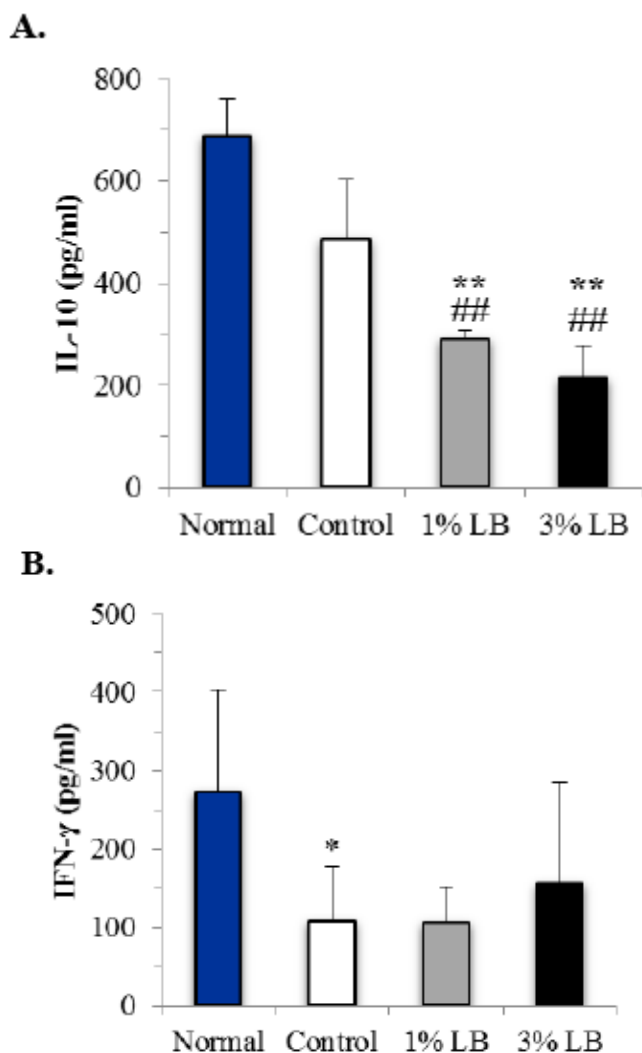 A.
800
600
400
200
0
IL-10 (pg/ml)
** **
## ##
Normal Control 1% LB 3% LB
B.
500
400
300
200
100
0
IFN-γ (pg/ml)
*
Normal Control 1% LB 3% LB